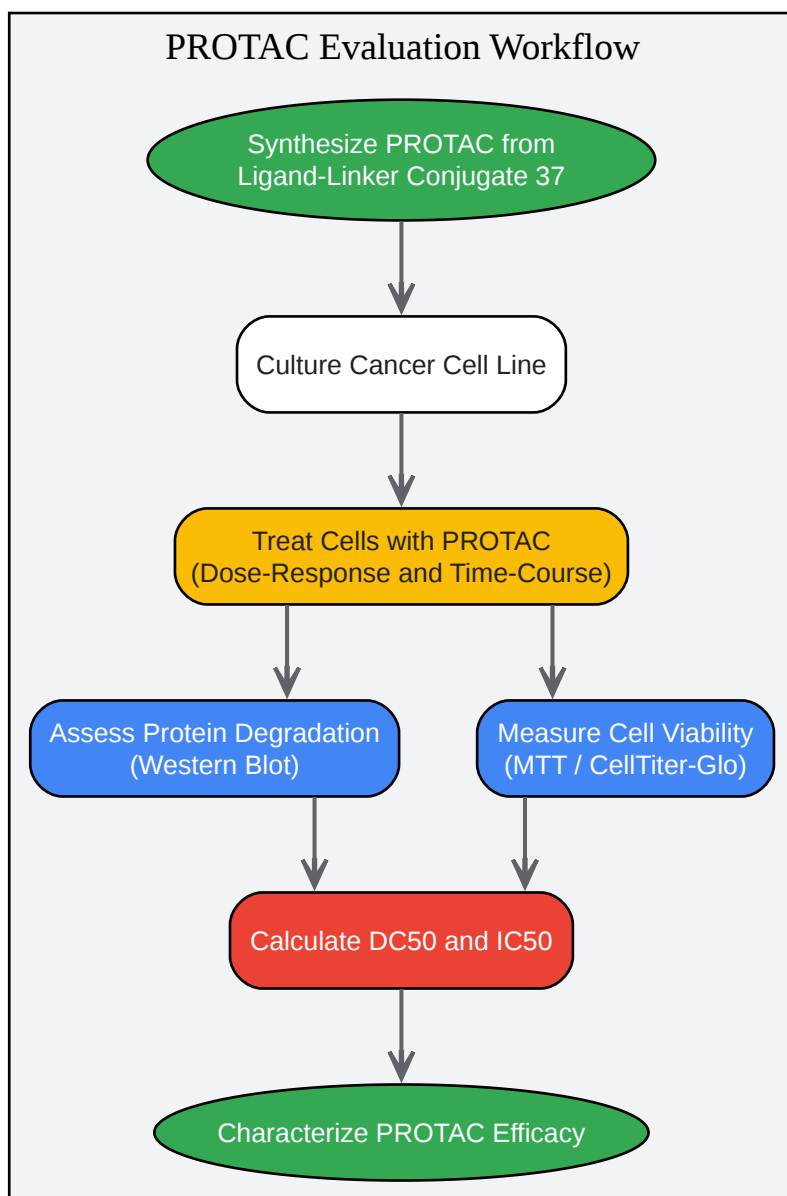 PROTAC Evaluation Workflow
Synthesize PROTAC from
Ligand-Linker Conjugate 37
Culture Cancer Cell Line
Treat Cells with PROTAC
(Dose-Response and Time-Course)
Assess Protein Degradation
(Western Blot)
Measure Cell Viability
(MTT / CellTiter-Glo)
Calculate DC50 and IC50
Characterize PROTAC Efficacy